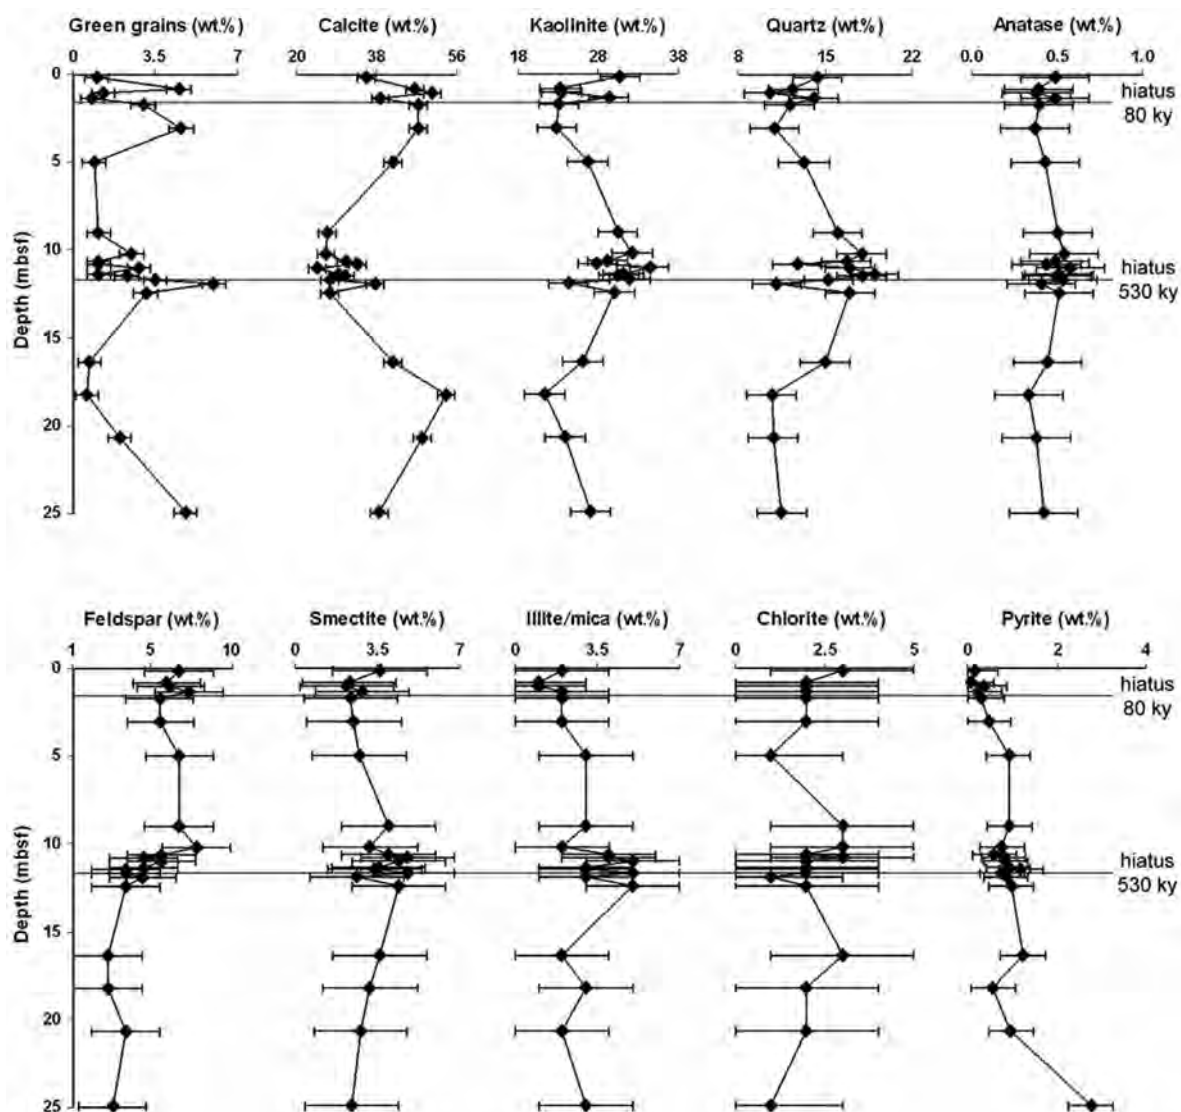 Green grains (wt.%) Calcite (wt.%) Kaolinite (wt.%) Quartz (wt.%) Anatase (wt.%)
0 3.5 7 20 38 56 18 28 38 8 15 22 0.0 0.5 1.0
0
hiatus
80 ky
5
10
hiatus
530 ky
15
20
25
Depth (mbsf)
Feldspar (wt.%) Smectite (wt.%) Illite/mica (wt.%) Chlorite (wt.%) Pyrite (wt.%)
1 5 10 0 3.5 7 0 3.5 7 0 5 0 2 4
0
hiatus
80 ky
5
10
hiatus
530 ky
15
20
25
Depth (mbsf)